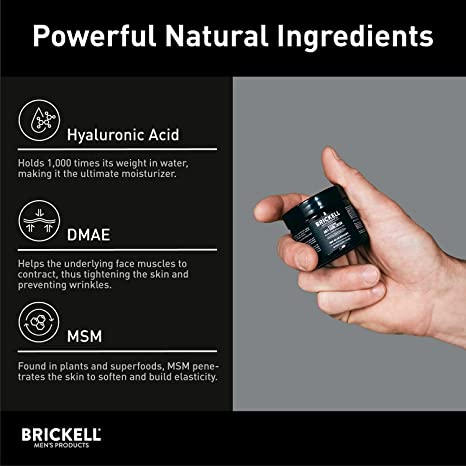 Powerful Natural Ingredients
Hyaluronic Acid
Holds 1,000 times its weight in water,
making it the ultimate moisturizer.
DMAE
Helps the underlying face muscles to
contract, thus tightening the skin and
preventing wrinkles.
MSM
Found in plants and superfoods, MSM pene-
trates the skin to soften and build elasticity.
BRICKELL
BRICKELL
MEN'S PRODUCTS